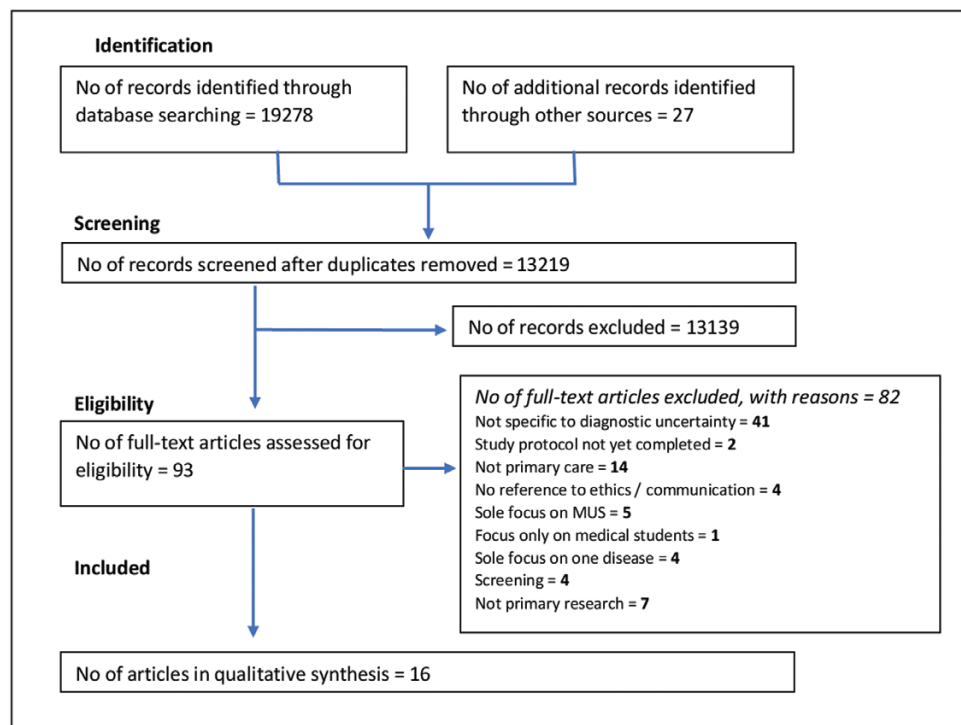 Identification
No of records identified through
database searching = 19278
No of additional records identified
through other sources = 27
Screening
No of records screened after duplicates removed = 13219
No of records excluded = 13139
Eligibility
No of full-text articles assessed for
eligibility = 93
No of full-text articles excluded, with reasons = 82
Not specific to diagnostic uncertainty = 41
Study protocol not yet completed = 2
Not primary care = 14
No reference to ethics / communication = 4
Sole focus on MUS = 5
Focus only on medical students = 1
Sole focus on one disease = 4
Screening = 4
Not primary research = 7
Included
No of articles in qualitative synthesis = 16